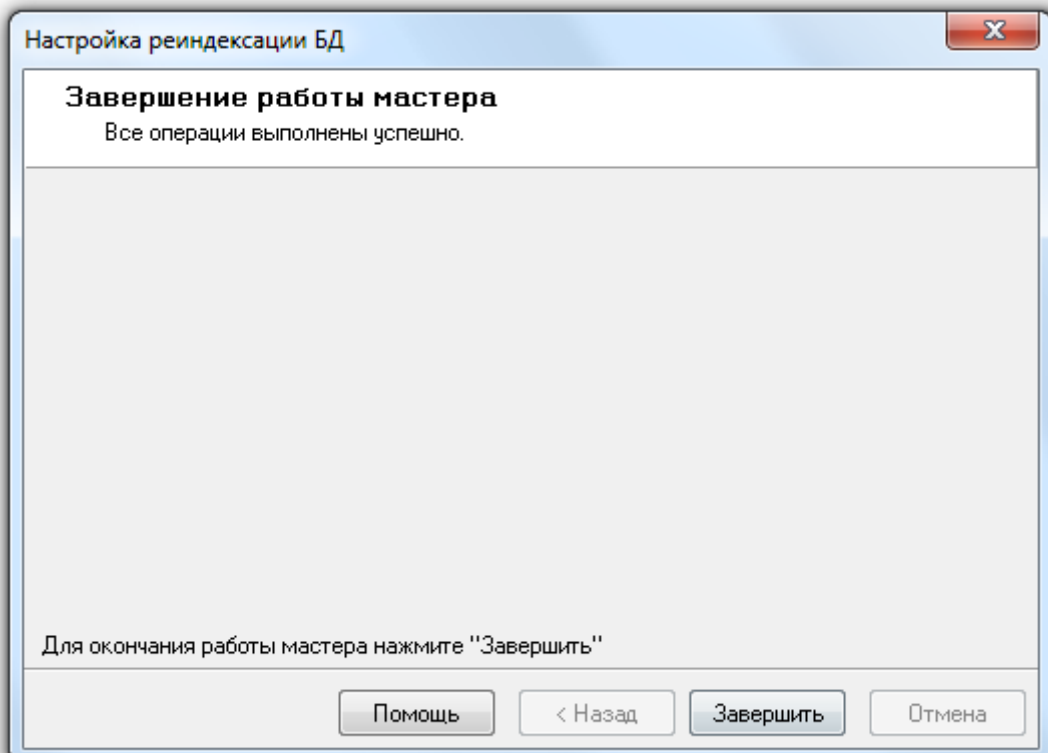 Настройка реиндексации БД
Завершение работы мастера
Все операции выполнены успешно.
Для окончания работы мастера нажмите "Завершить"
Помощь
< Назад
Завершить
Отмена